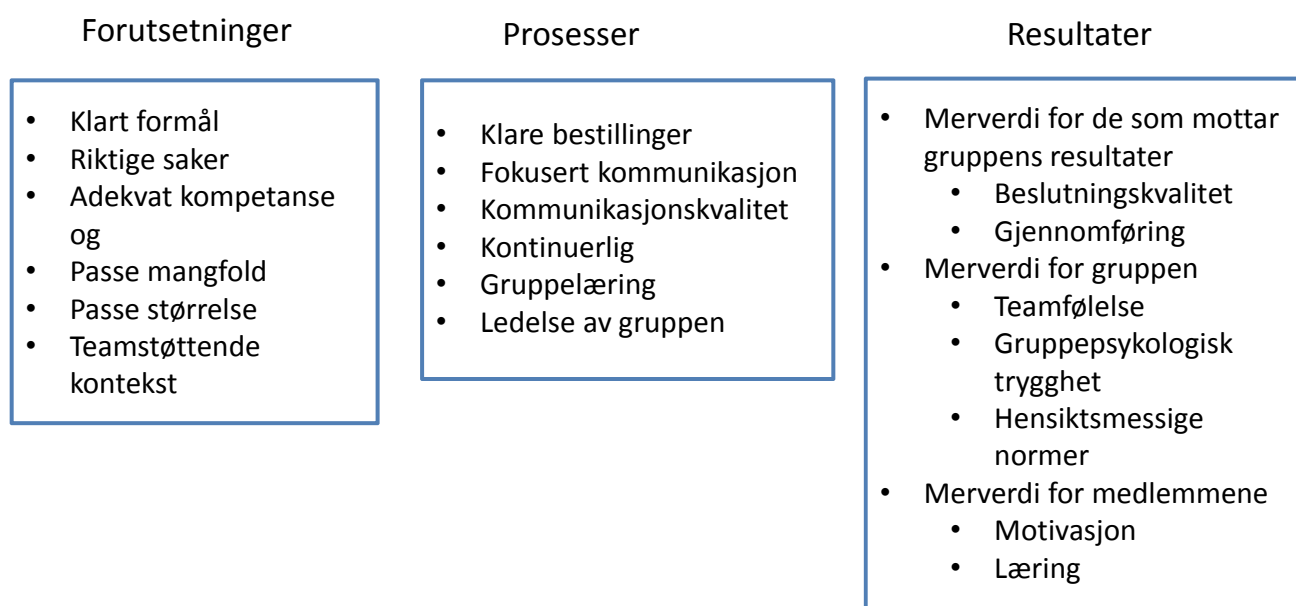 Forutsetninger
• Klart formål
• Riktige saker
• Adekvat kompetanse
og
• Passe mangfold
• Passe størrelse
• Teamstøttende
kontekst
Prosesser
• Klare bestillinger
• Fokusert kommunikasjon
• Kommunikasjonskvalitet
• Kontinuerlig
• Gruppelæring
• Ledelse av gruppen
Resultater
• Merverdi for de som mottar
gruppens resultater
• Beslutningskvalitet
• Gjennomføring
• Merverdi for gruppen
• Teamfølelse
• Gruppepsykologisk
trygghet
• Hensiktsmessige
normer
• Merverdi for medlemmene
• Motivasjon
• Læring